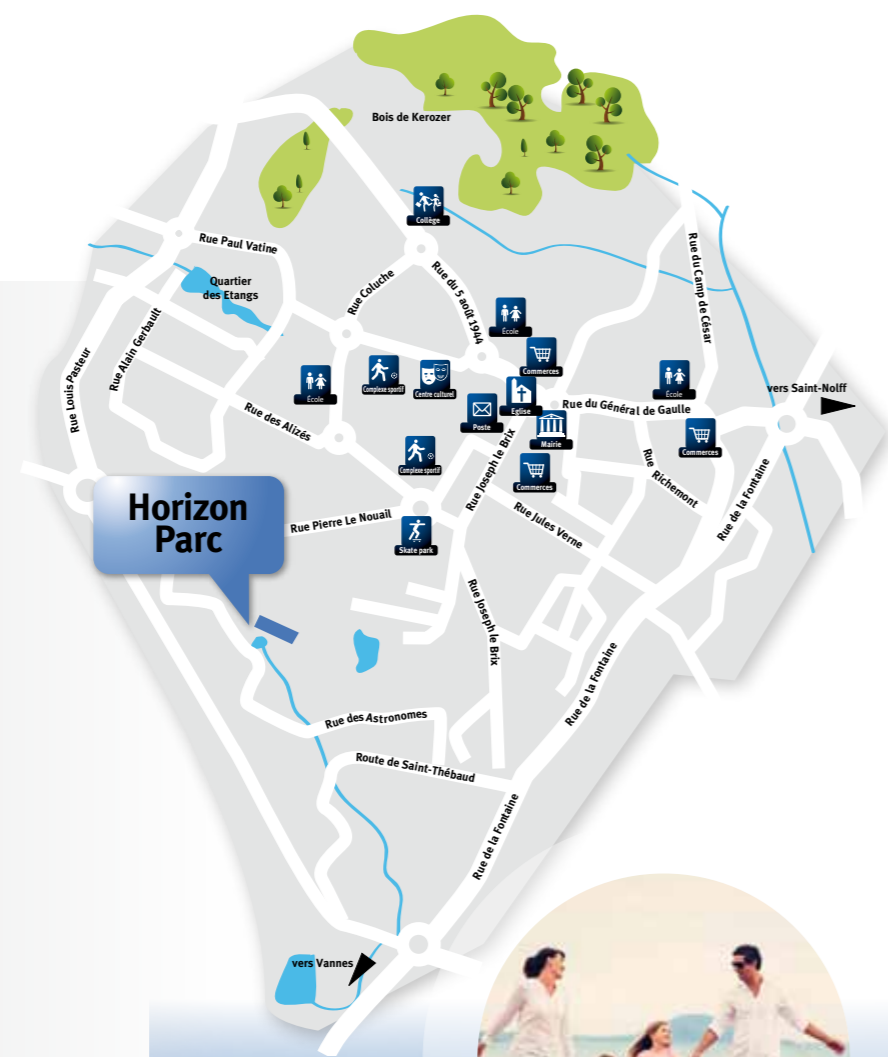 Bois de Kerozer
Collège
Rue Paul Vatine
Quartier
des Etangs
Rue Coluche
Rue du 5 août 1944
Rue du Camp de César
École
Commerces
Rue Louis Pasteur
Rue Alain Gerbault
École
Complexe sportif
Centre culturel
Eglise
École
vers Saint-Nolff
Rue des Alizés
Poste
Rue du Général de Gaulle
Mairie
Commerces
Complexe sportif
Rue Joseph le Brix
Commerces
Rue Richemont
Rue de la Fontaine
Horizon
Parc
Rue Pierre Le Nouail
Skate park
Rue Jules Verne
Rue Joseph le Brix
Rue de la Fontaine
Rue des Astronomes
Route de Saint-Thébaud
Rue de la Fontaine
vers Vannes